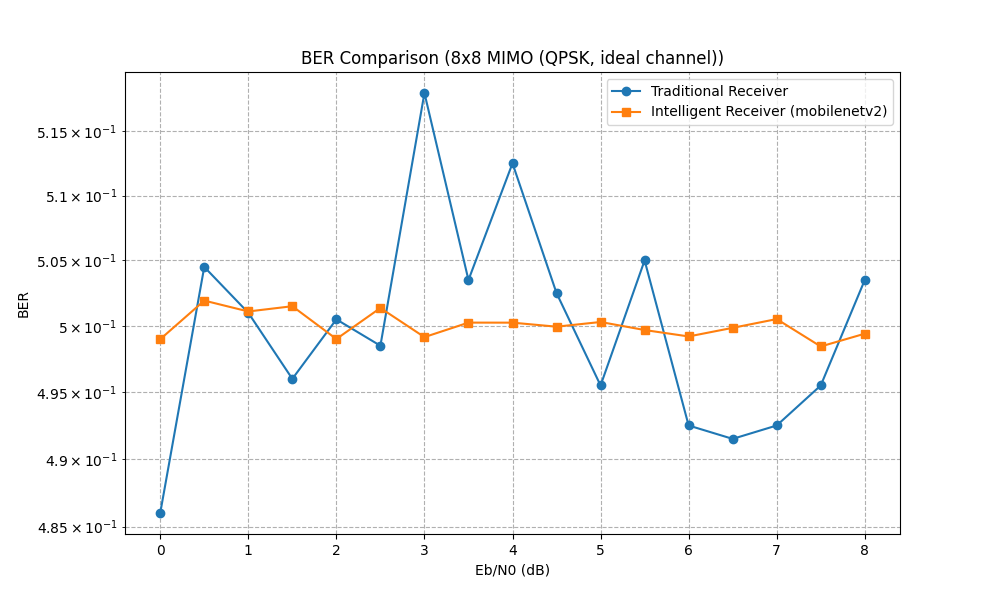 BER Comparison (8x8 MIMO (QPSK, ideal channel))
Traditional Receiver
Intelligent Receiver (mobilenetv2)
5.15 × 10⁻¹
5.1 × 10⁻¹
5.05 × 10⁻¹
5 × 10⁻¹
4.95 × 10⁻¹
4.9 × 10⁻¹
4.85 × 10⁻¹
BER
0 1 2 3 4 5 6 7 8
Eb/N0 (dB)